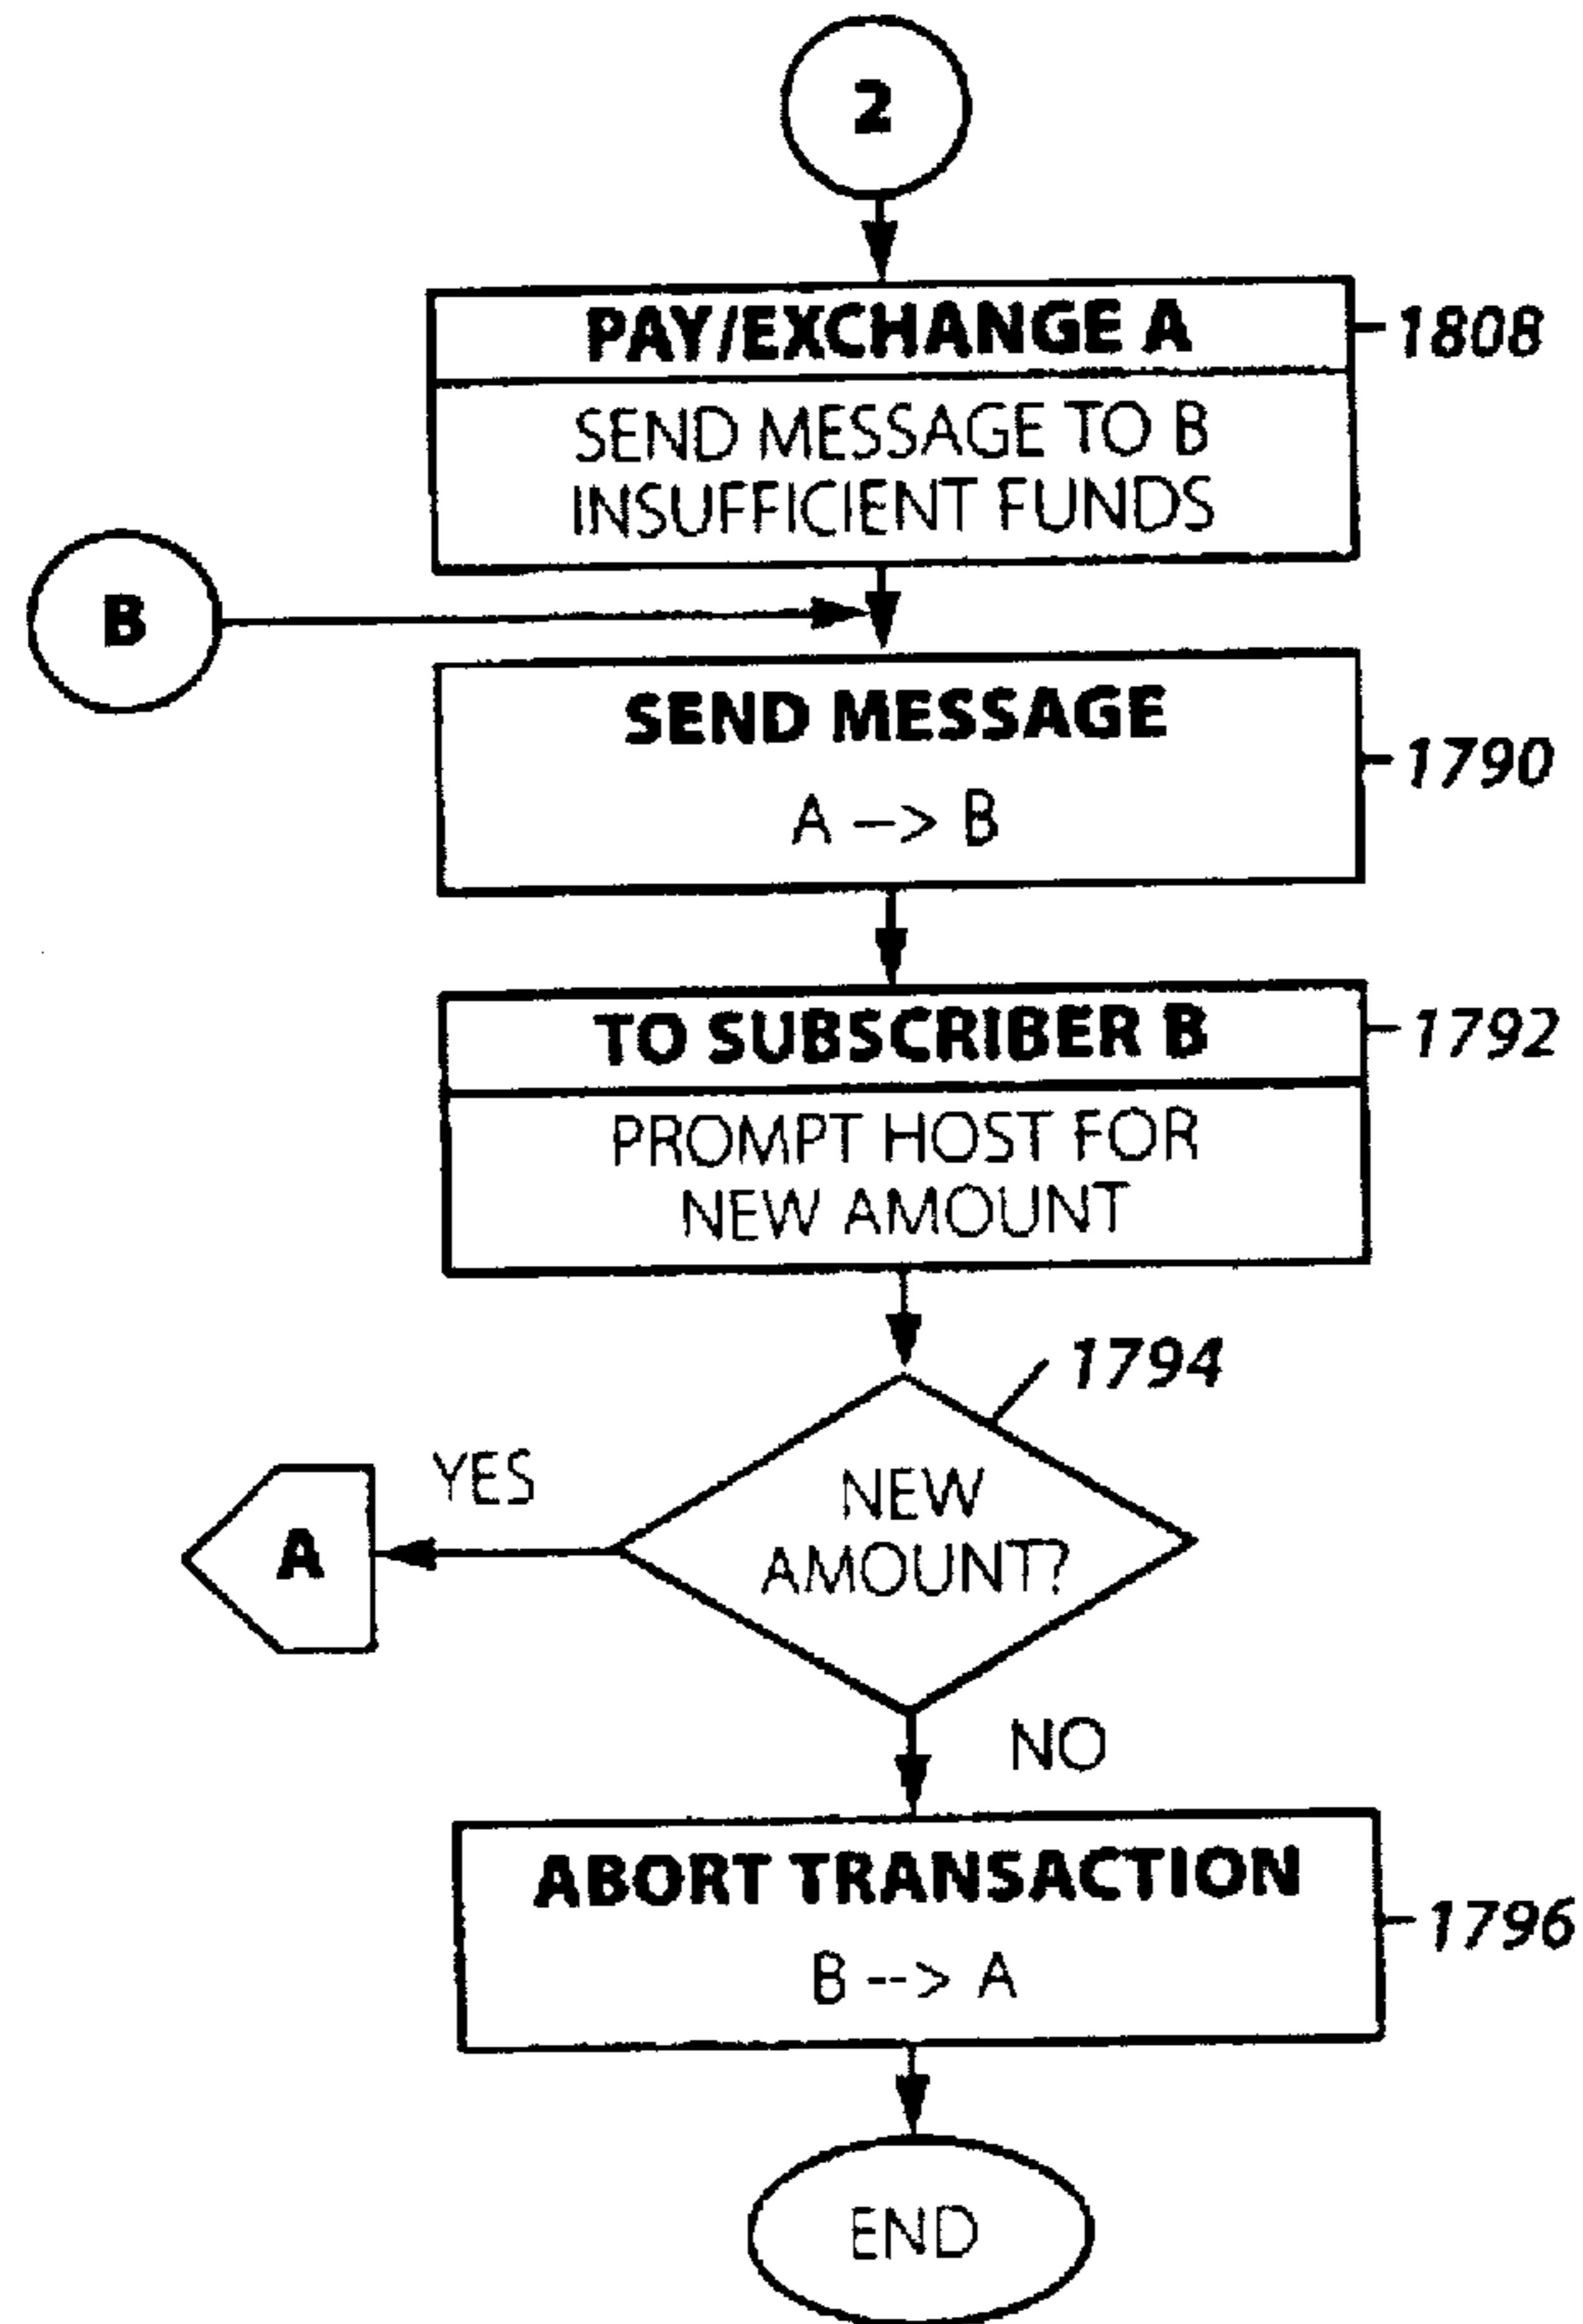 2
PAY/EXCHANGE A
1808
SEND MESSAGE TO B
INSUFFICIENT FUNDS
B
SEND MESSAGE
1790
A --> B
TO SUBSCRIBER B
1792
PROMPT HOST FOR
NEW AMOUNT
1794
YES
NEW
AMOUNT?
A
NO
ABORT TRANSACTION
1796
B --> A
END